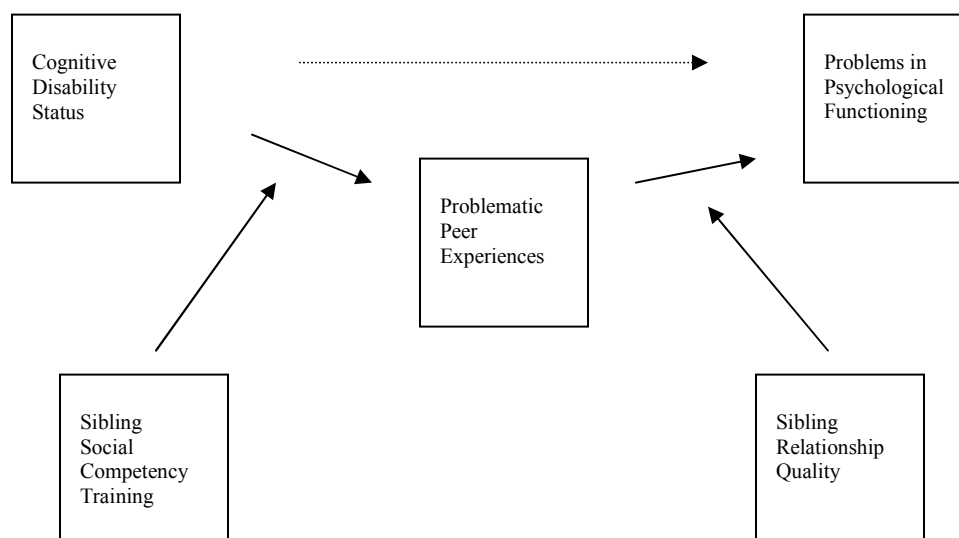 Cognitive
Disability
Status
Problems in
Psychological
Functioning
Problematic
Peer
Experiences
Sibling
Social
Competency
Training
Sibling
Relationship
Quality